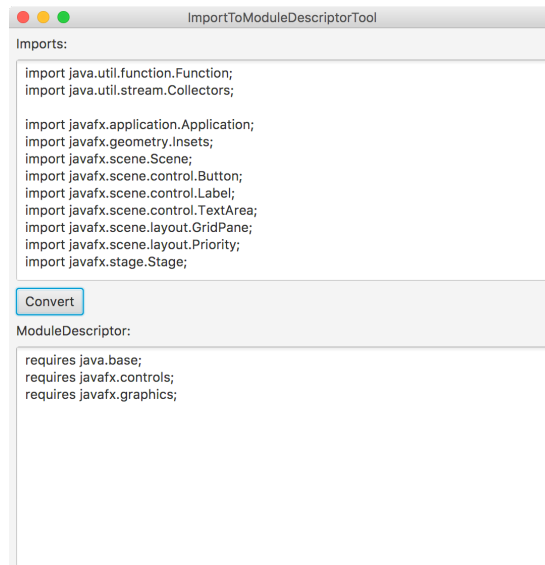 ImportToModuleDescriptorTool
Imports:
import java.util.function.Function;
import java.util.stream.Collectors;
import javafx.application.Application;
import javafx.geometry.Insets;
import javafx.scene.Scene;
import javafx.scene.control.Button;
import javafx.scene.control.Label;
import javafx.scene.control.TextArea;
import javafx.scene.layout.GridPane;
import javafx.scene.layout.Priority;
import javafx.stage.Stage;
Convert
ModuleDescriptor:
requires java.base;
requires javafx.controls;
requires javafx.graphics;